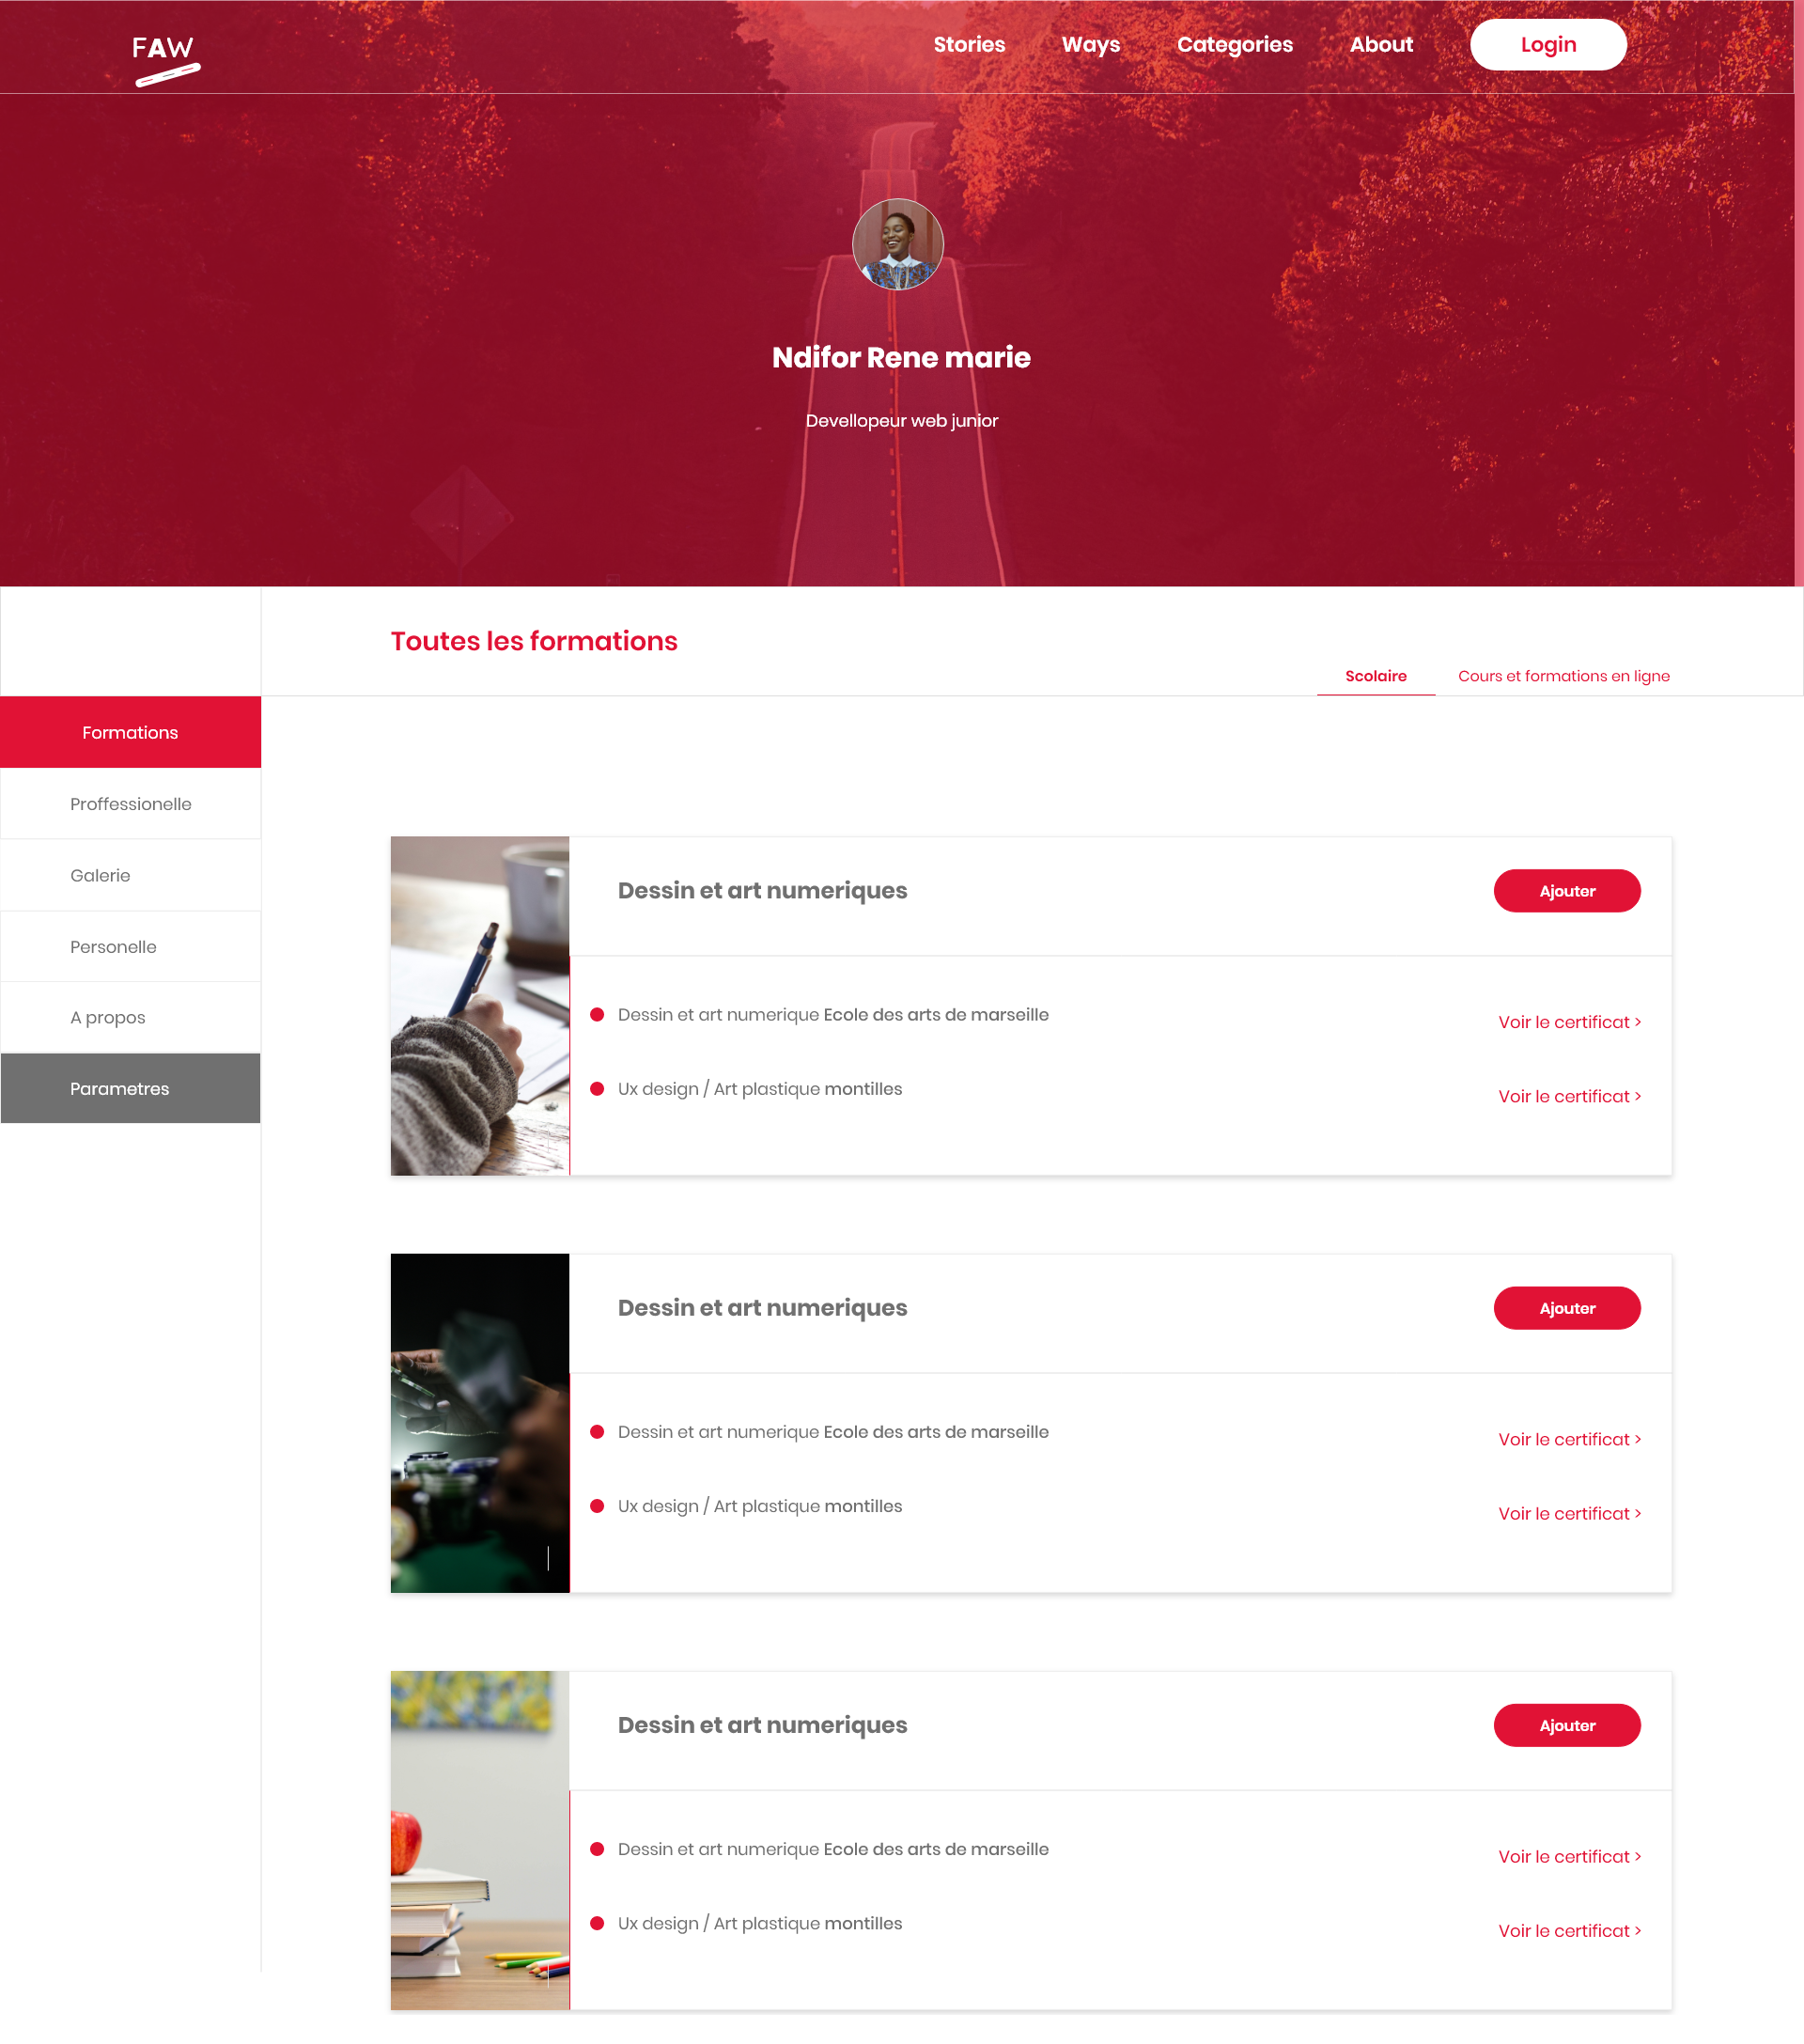 FAW
Stories Ways Categories About Login
Ndifor Rene marie
Devellopeur web junior
Toutes les formations
Scolaire Cours et formations en ligne
Formations
Proffessionelle
Galerie
Personelle
A propos
Parametres
Dessin et art numeriques Ajouter
Dessin et art numerique Ecole des arts de marseille Voir le certificat >
Ux design / Art plastique montilles Voir le certificat >
Dessin et art numeriques Ajouter
Dessin et art numerique Ecole des arts de marseille Voir le certificat >
Ux design / Art plastique montilles Voir le certificat >
Dessin et art numeriques Ajouter
Dessin et art numerique Ecole des arts de marseille Voir le certificat >
Ux design / Art plastique montilles Voir le certificat >